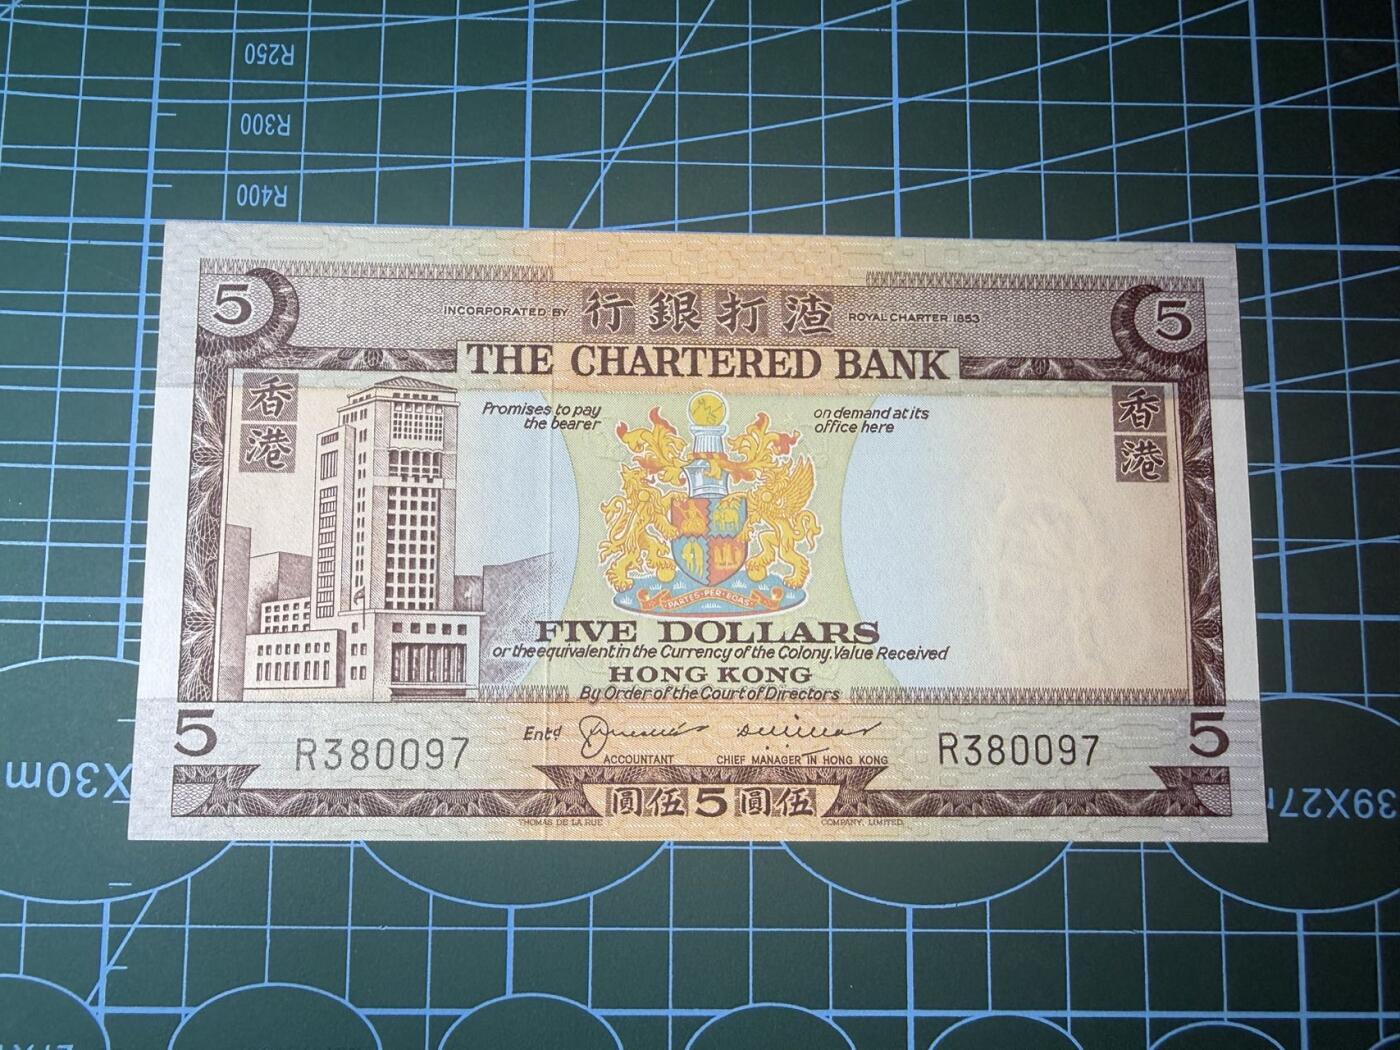 R250
R300
R400
5
INCORPORATED BY 行銀打渣 ROYAL CHARTER 1853
5
THE CHARTERED BANK
香港
香港
Promises to pay the bearer
on demand at its office here
PARTES·PER·EOAS
FIVE DOLLARS
or the equivalent in the Currency of the Colony. Value Received
HONG KONG
By Order of the Court of Directors
5
R380097
Entd
ACCOUNTANT
CHIEF MANAGER IN HONG KONG
R380097
5
圓伍5圓伍
THOMAS DE LA RUE
COMPANY, LIMITED.
X30m
39X27